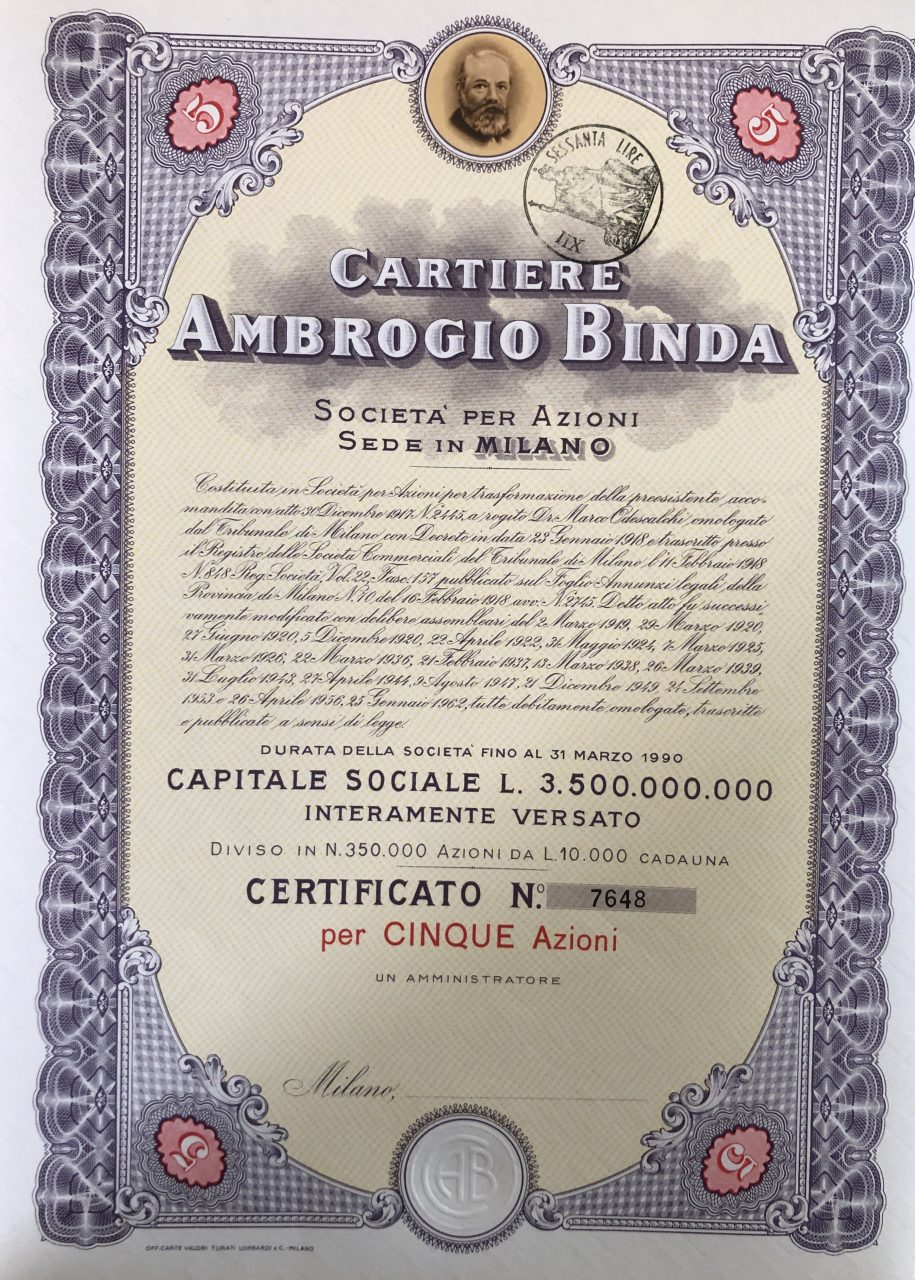 5
5
SESSANTA LIRE
XII
CARTIERE
AMBROGIO BINDA
SOCIETA' PER AZIONI
SEDE IN MILANO
Costituita in Società per Azioni per trasformazione della preesistente acco-
mandita con atto 30 Dicembre 1917 N. 2445, a rogito Dr. Marco Odescalchi omologato
dal Tribunale di Milano con Decreto in data 23 Gennaio 1918 e trascritto presso
il Registro delle Società Commerciali del Tribunale di Milano l'11 Febbraio 1918
N. 848 Reg. Società, Vol. 22, Fasc. 157 pubblicato sul Foglio Annunzi legali della
Provincia di Milano N. 70 del 16 Febbraio 1918 avv. N. 2745. Detto atto fu successi
vamente modificato con delibere assembleari del 2 Marzo 1919, 29 Marzo 1920,
27 Giugno 1920, 5 Dicembre 1920, 22 Aprile 1922, 31 Maggio 1924, 7 Marzo 1925,
31 Marzo 1926, 22 Marzo 1936, 21 Febbraio 1937, 13 Marzo 1938, 26 Marzo 1939,
31 Luglio 1943, 27 Aprile 1944, 9 Agosto 1947, 21 Dicembre 1949, 24 Settembre
1953 e 26 Aprile 1956, 25 Gennaio 1962, tutte debitamente omologate, trascritte
e pubblicate a sensi di legge.
DURATA DELLA SOCIETÀ FINO AL 31 MARZO 1990
CAPITALE SOCIALE L. 3.500.000.000
INTERAMENTE VERSATO
DIVISO IN N. 350.000 AZIONI DA L. 10.000 CADAUNA
CERTIFICATO N.º 7648
per CINQUE Azioni
UN AMMINISTRATORE
Milano,
5
CAB
5
OFF. CARTE VALORI TURATI LOMBARDI e C. - MILANO